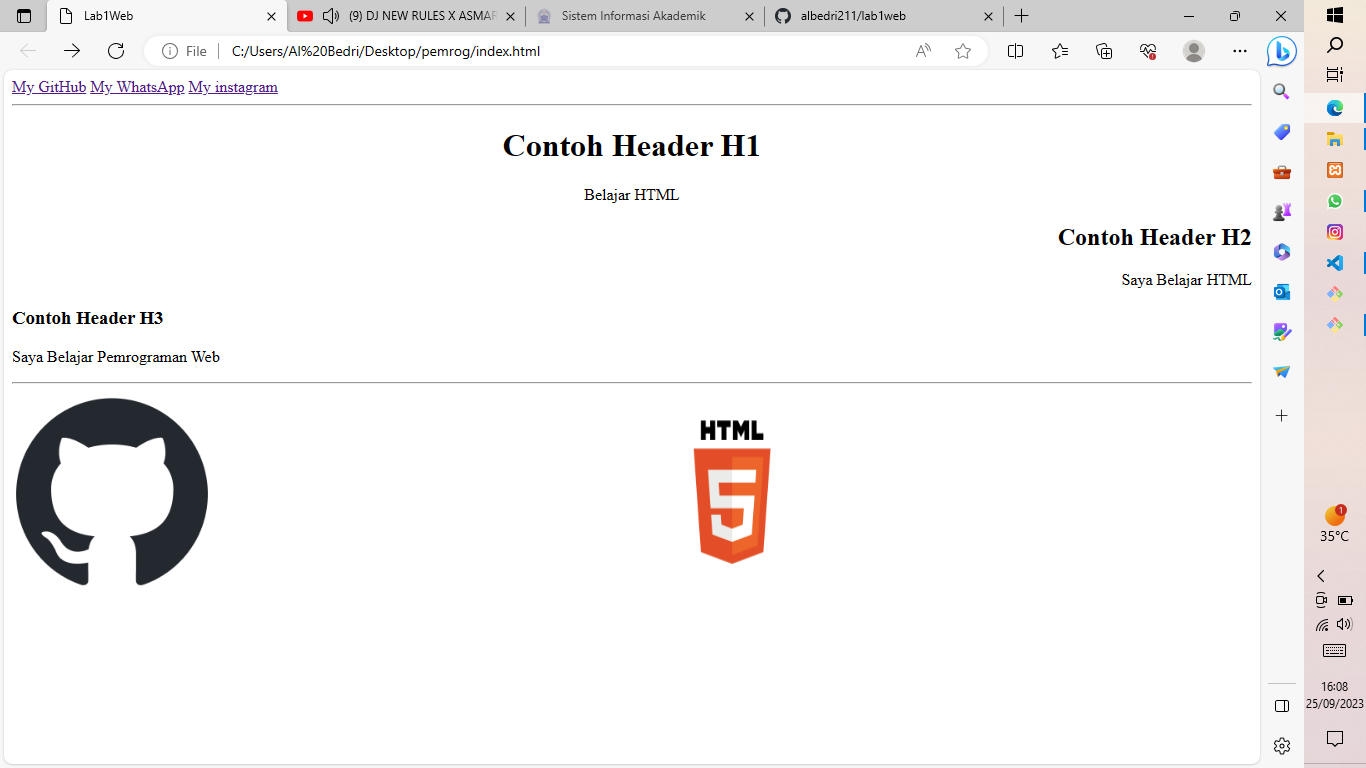 Lab1Web
(9) DJ NEW RULES X ASMAR
Sistem Informasi Akademik
albedri211/lab1web
File
C:/Users/Al%20Bedri/Desktop/pemrog/index.html
My GitHub My WhatsApp My instagram
Contoh Header H1
Belajar HTML
Contoh Header H2
Saya Belajar HTML
Contoh Header H3
Saya Belajar Pemrograman Web
HTML
5
1
35°C
16:08
25/09/2023